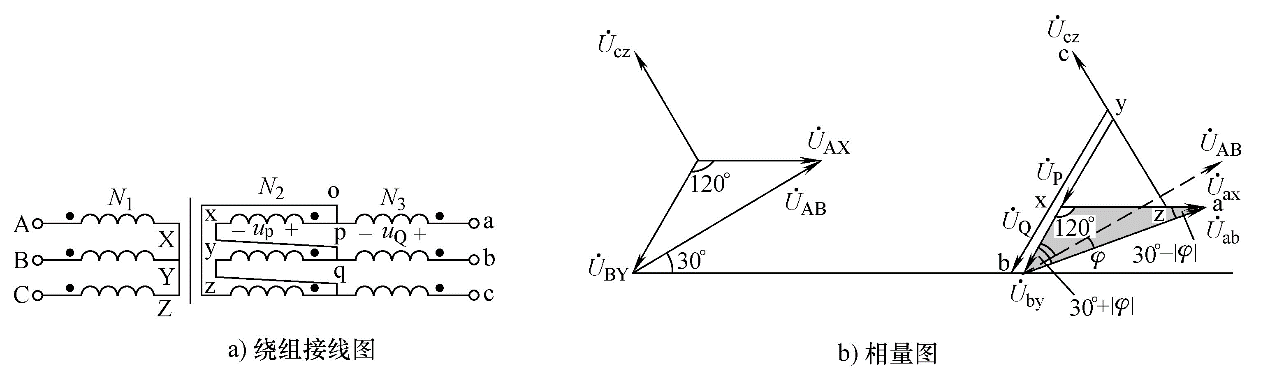 N₁ N₂ o N₃
A x a
X − uₚ + p − u_Q +
B y b
Y q
C z c
Z
a) 绕组接线图
U̇cz
U̇AX
120°
U̇AB
U̇BY 30°
U̇cz
c
y
U̇P U̇AB
x z a U̇ax
U̇Q 120° U̇ab
b φ 30°−|φ|
U̇by
30°+|φ|
b) 相量图